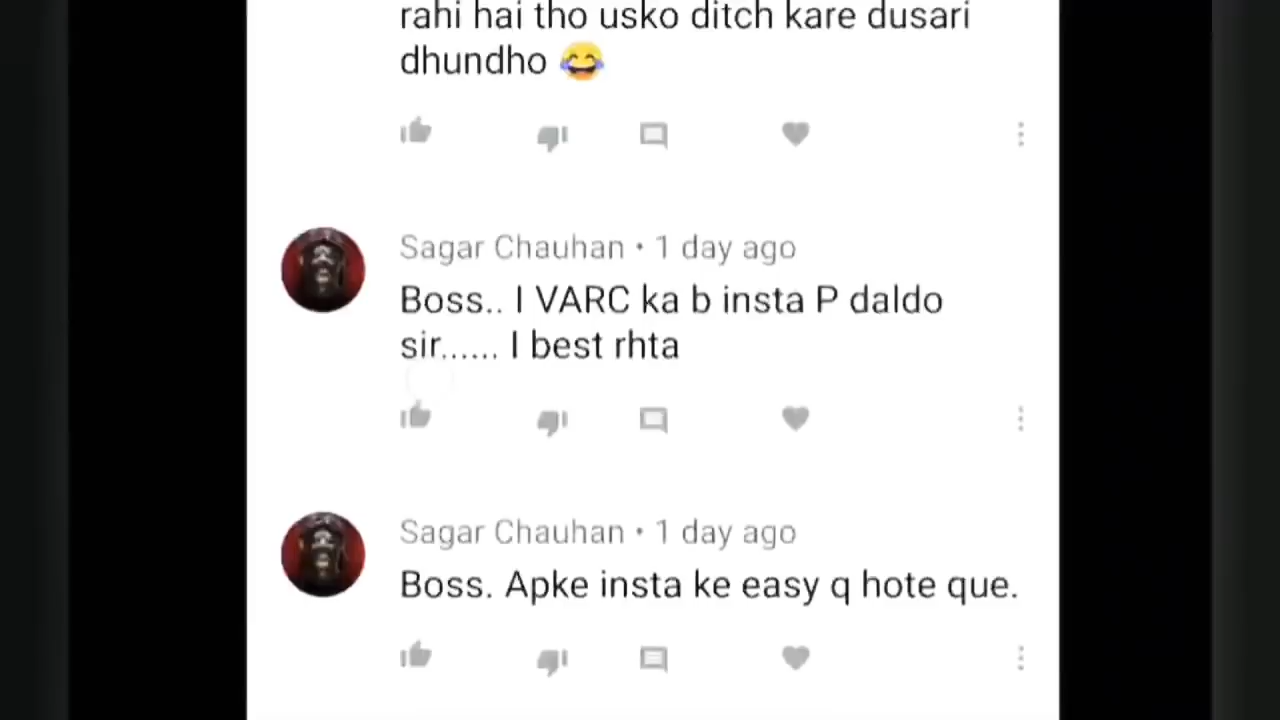 rahi hai tho usko ditch kare dusari
dhundho 😂
Sagar Chauhan • 1 day ago
Boss.. I VARC ka b insta P daldo
sir...... I best rhta
Sagar Chauhan • 1 day ago
Boss. Apke insta ke easy q hote que.